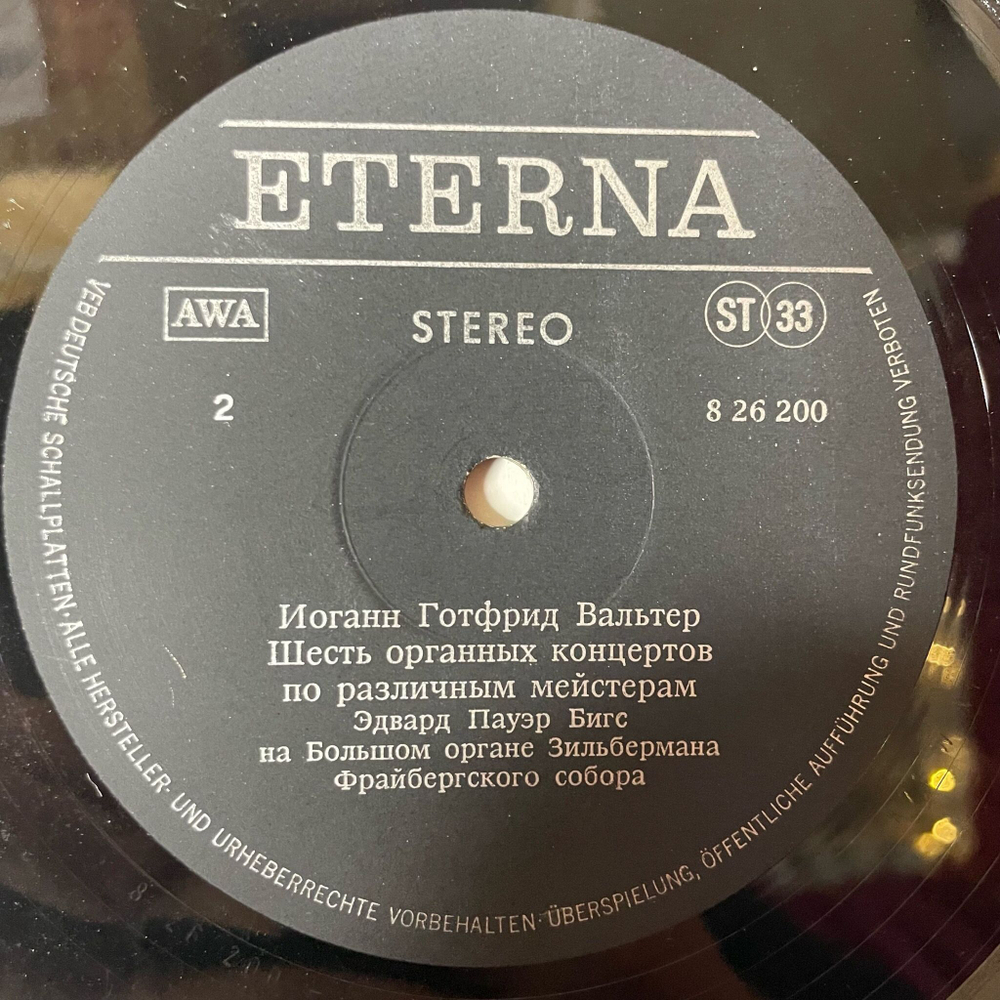 ETERNA
AWA
STEREO
ST 33
2
8 26 200
Иоганн Готфрид Вальтер
Шесть органных концертов
по различным мейстерам
Эдвард Пауэр Бигс
на Большом органе Зильбермана
Фрайбергского собора
VEB DEUTSCHE SCHALLPLATTEN· ALLE HERSTELLER- UND URHEBERRECHTE VORBEHALTEN· ÜBERSPIELUNG, ÖFFENTLICHE AUFFÜHRUNG UND RUNDFUNKSENDUNG VERBOTEN